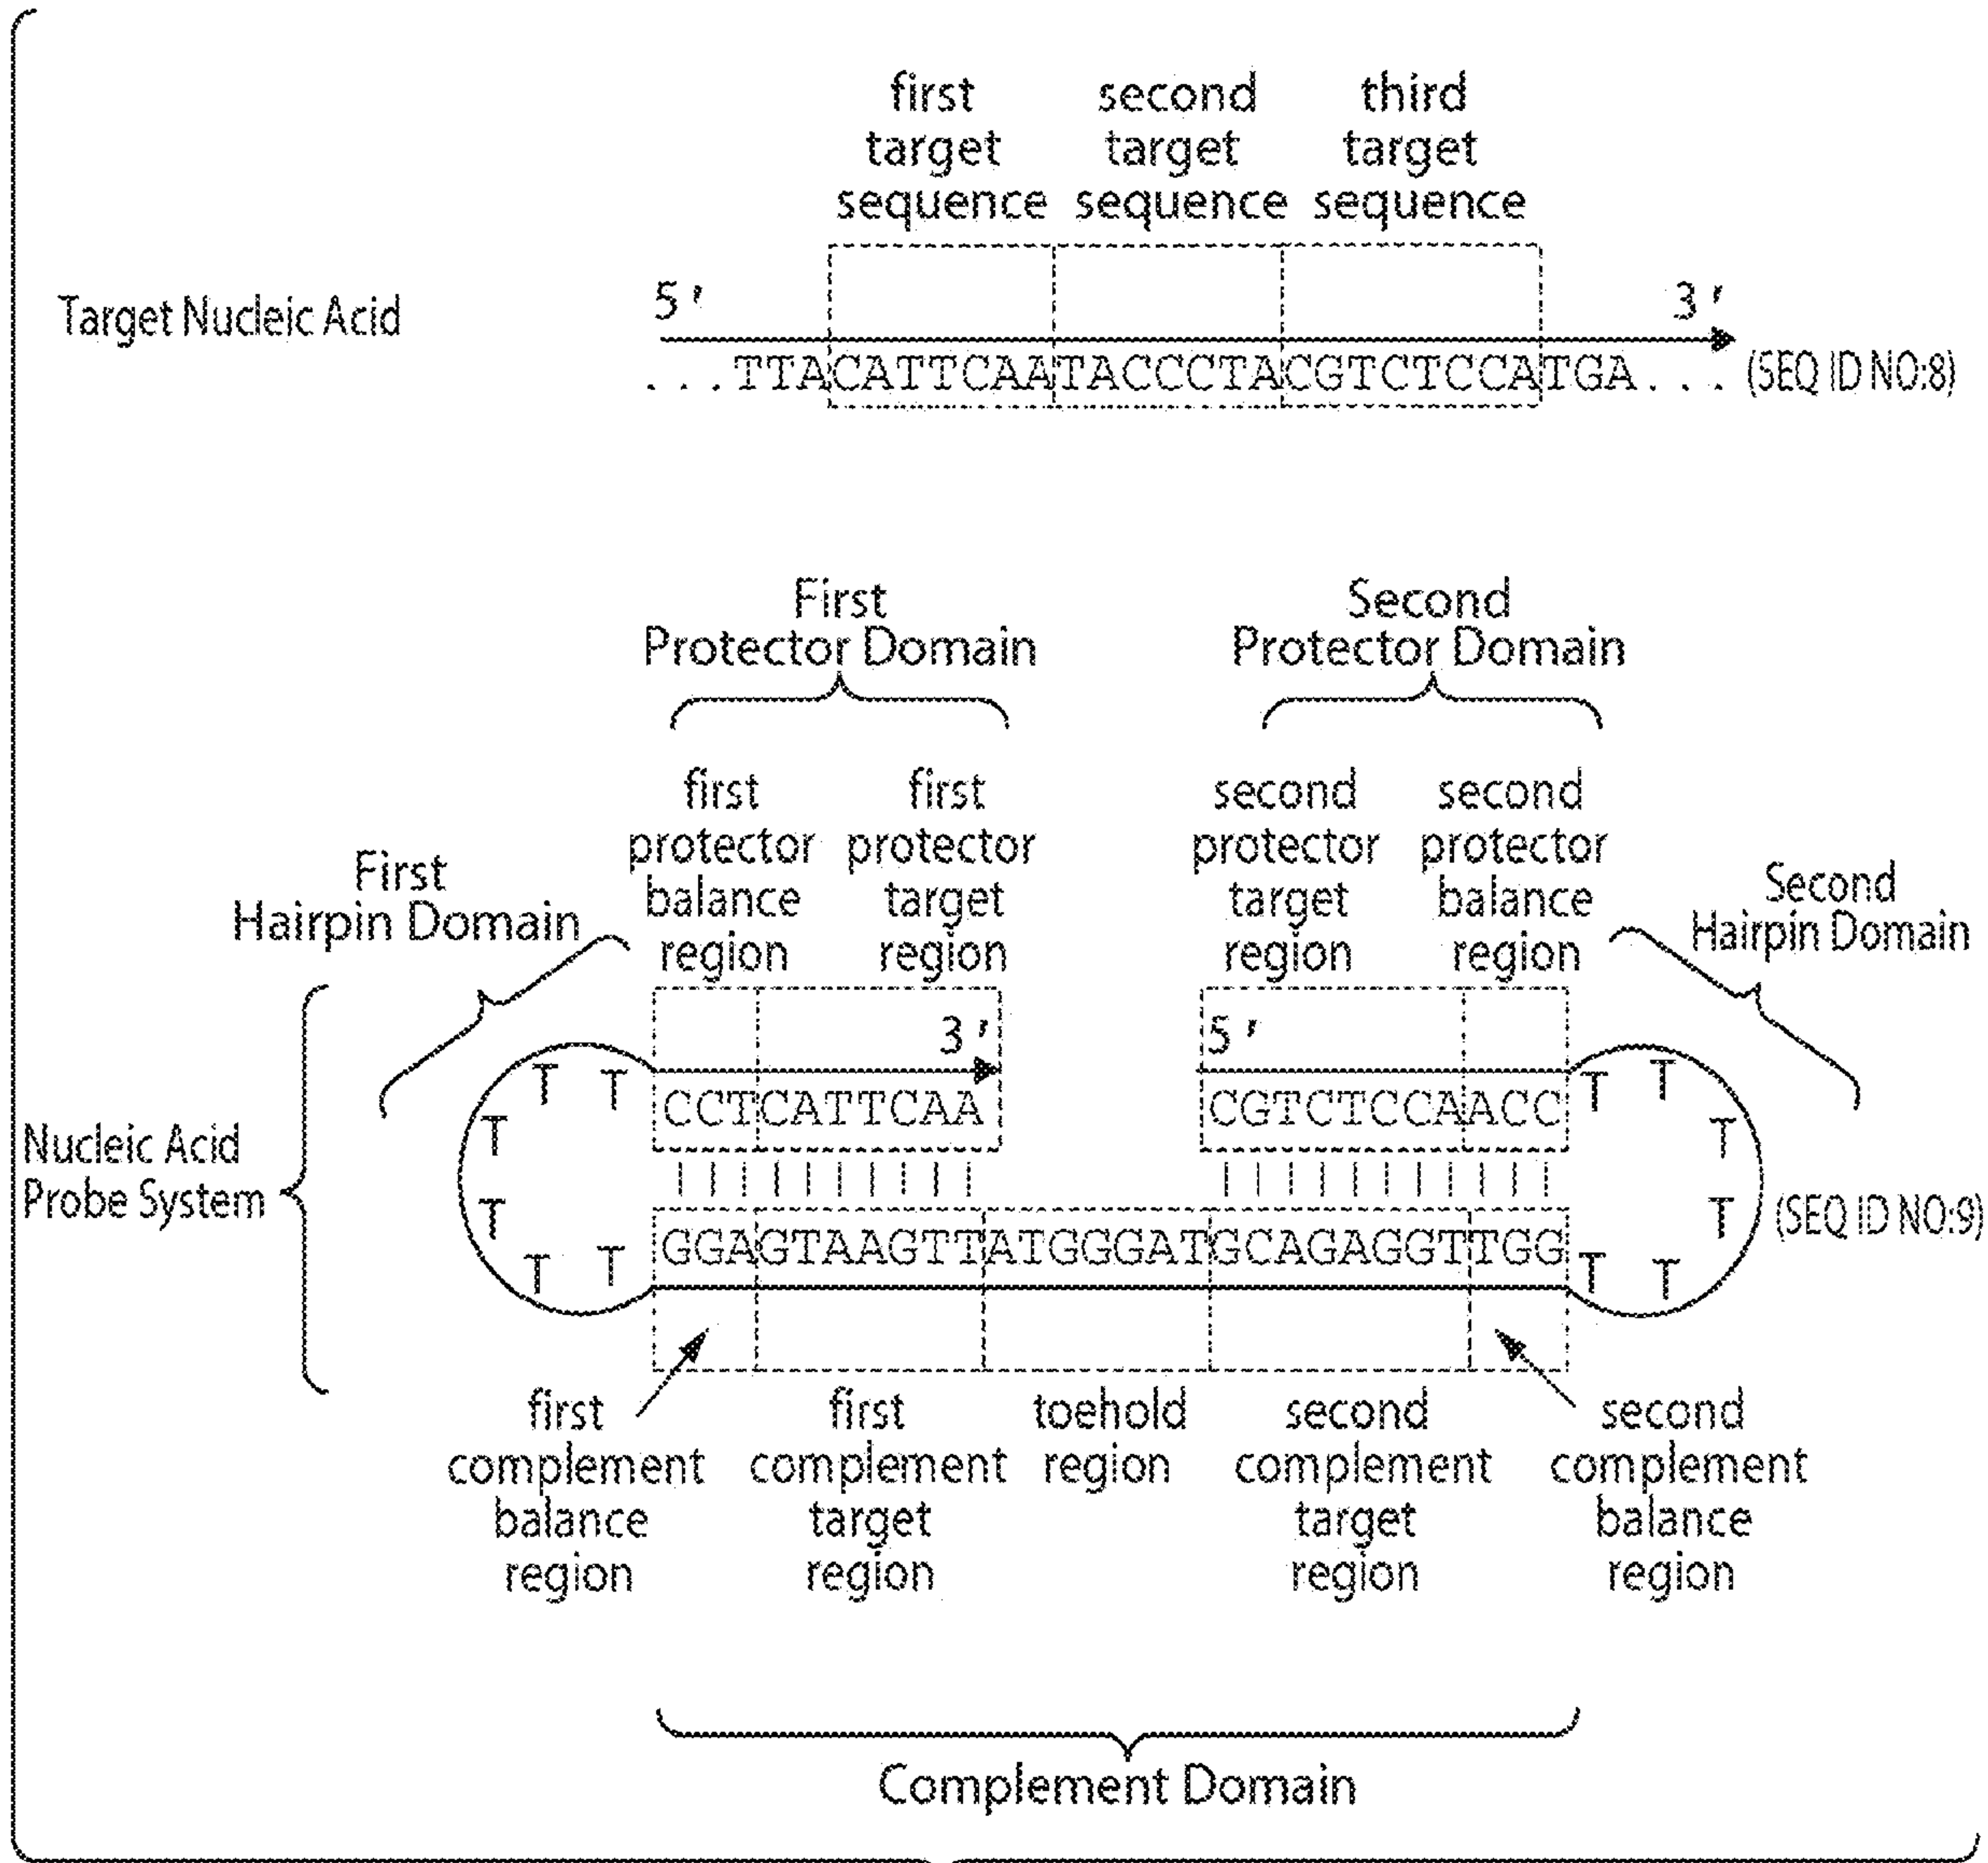 first second third
target target target
sequence sequence sequence
5' 3'
Target Nucleic Acid
...TTACATTCAATACCCTACGTCTCCATGA... (SEQ ID NO:8)
First
Protector Domain
Second
Protector Domain
first
protector
balance
region
first
protector
target
region
second
protector
target
region
second
protector
balance
region
First
Hairpin Domain
Second
Hairpin Domain
Nucleic Acid
Probe System
3'
5'
CCTCATTCAA
CGTCTCCAACC
T T
T
T
T T
T T
T
T
T T
(SEQ ID NO:9)
GGAGTAAGTTATGGGATGCAGAGGTTGG
first
complement
balance
region
first
complement
target
region
toehold
region
second
complement
target
region
second
complement
balance
region
Complement Domain